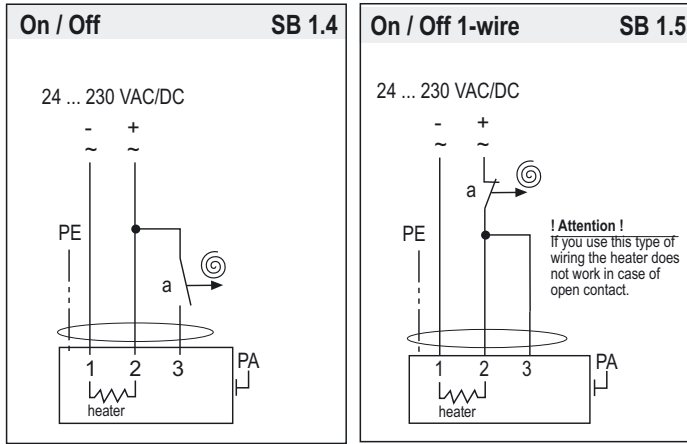 On / Off SB 1.4
24 ... 230 VAC/DC
- +
~ ~
PE
a
1 2 3
PA
heater
On / Off 1-wire SB 1.5
24 ... 230 VAC/DC
- +
~ ~
a
PE
! Attention !
If you use this type of
wiring the heater does
not work in case of
open contact.
1 2 3
PA
heater